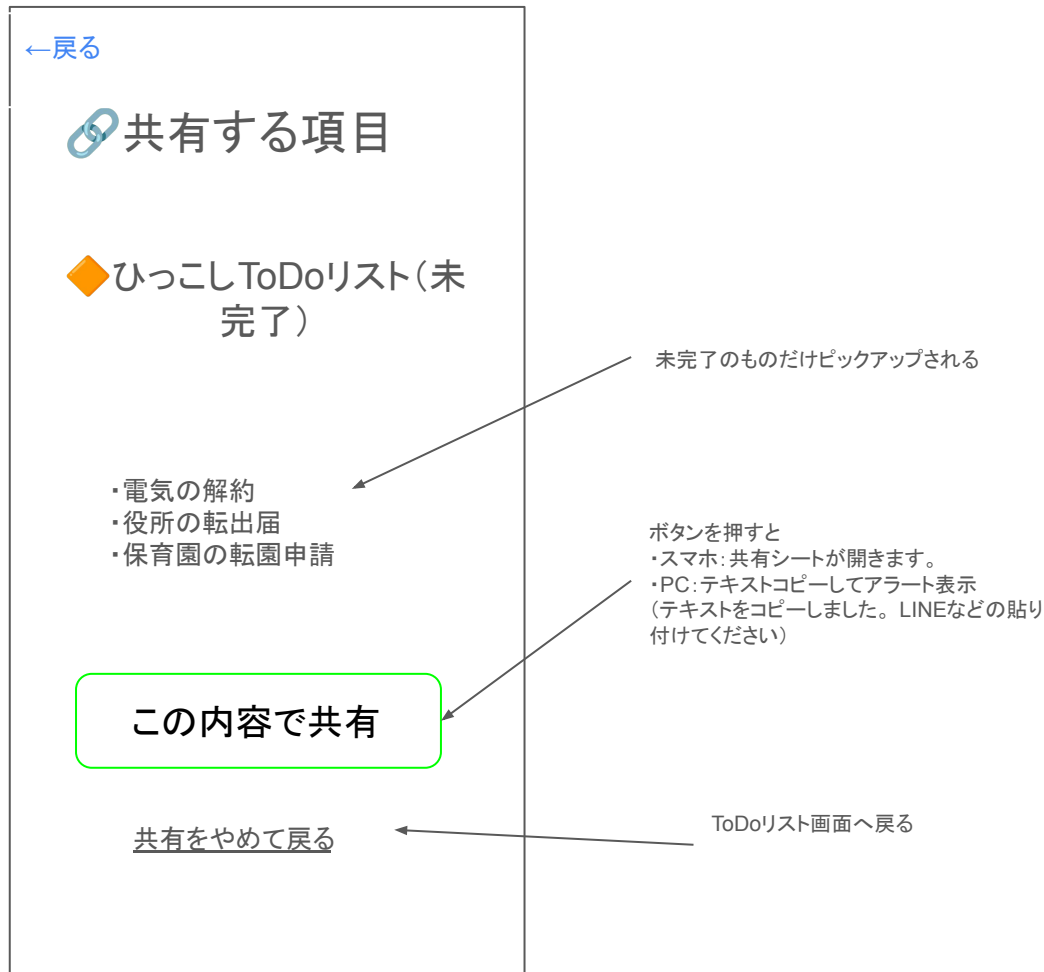 ←戻る
🔗共有する項目
🔶ひっこしToDoリスト（未
完了）
未完了のものだけピックアップされる
・電気の解約
・役所の転出届
・保育園の転園申請
ボタンを押すと
・スマホ：共有シートが開きます。
・PC：テキストコピーしてアラート表示
（テキストをコピーしました。LINEなどの貼り
付けてください）
この内容で共有
共有をやめて戻る
ToDoリスト画面へ戻る